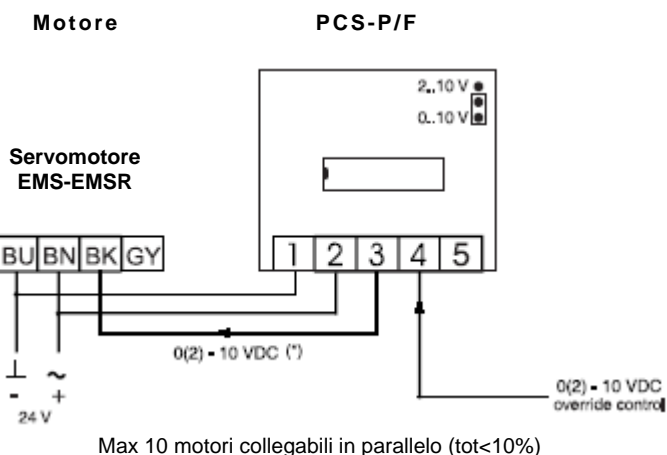 Motore PCS-P/F
2..10 V
0..10 V
Servomotore
EMS-EMSR
BU BN BK GY
1 2 3 4 5
0(2) - 10 VDC (*)
⊥ ~
- +
24 V
0(2) - 10 VDC
override control
Max 10 motori collegabili in parallelo (tot<10%)